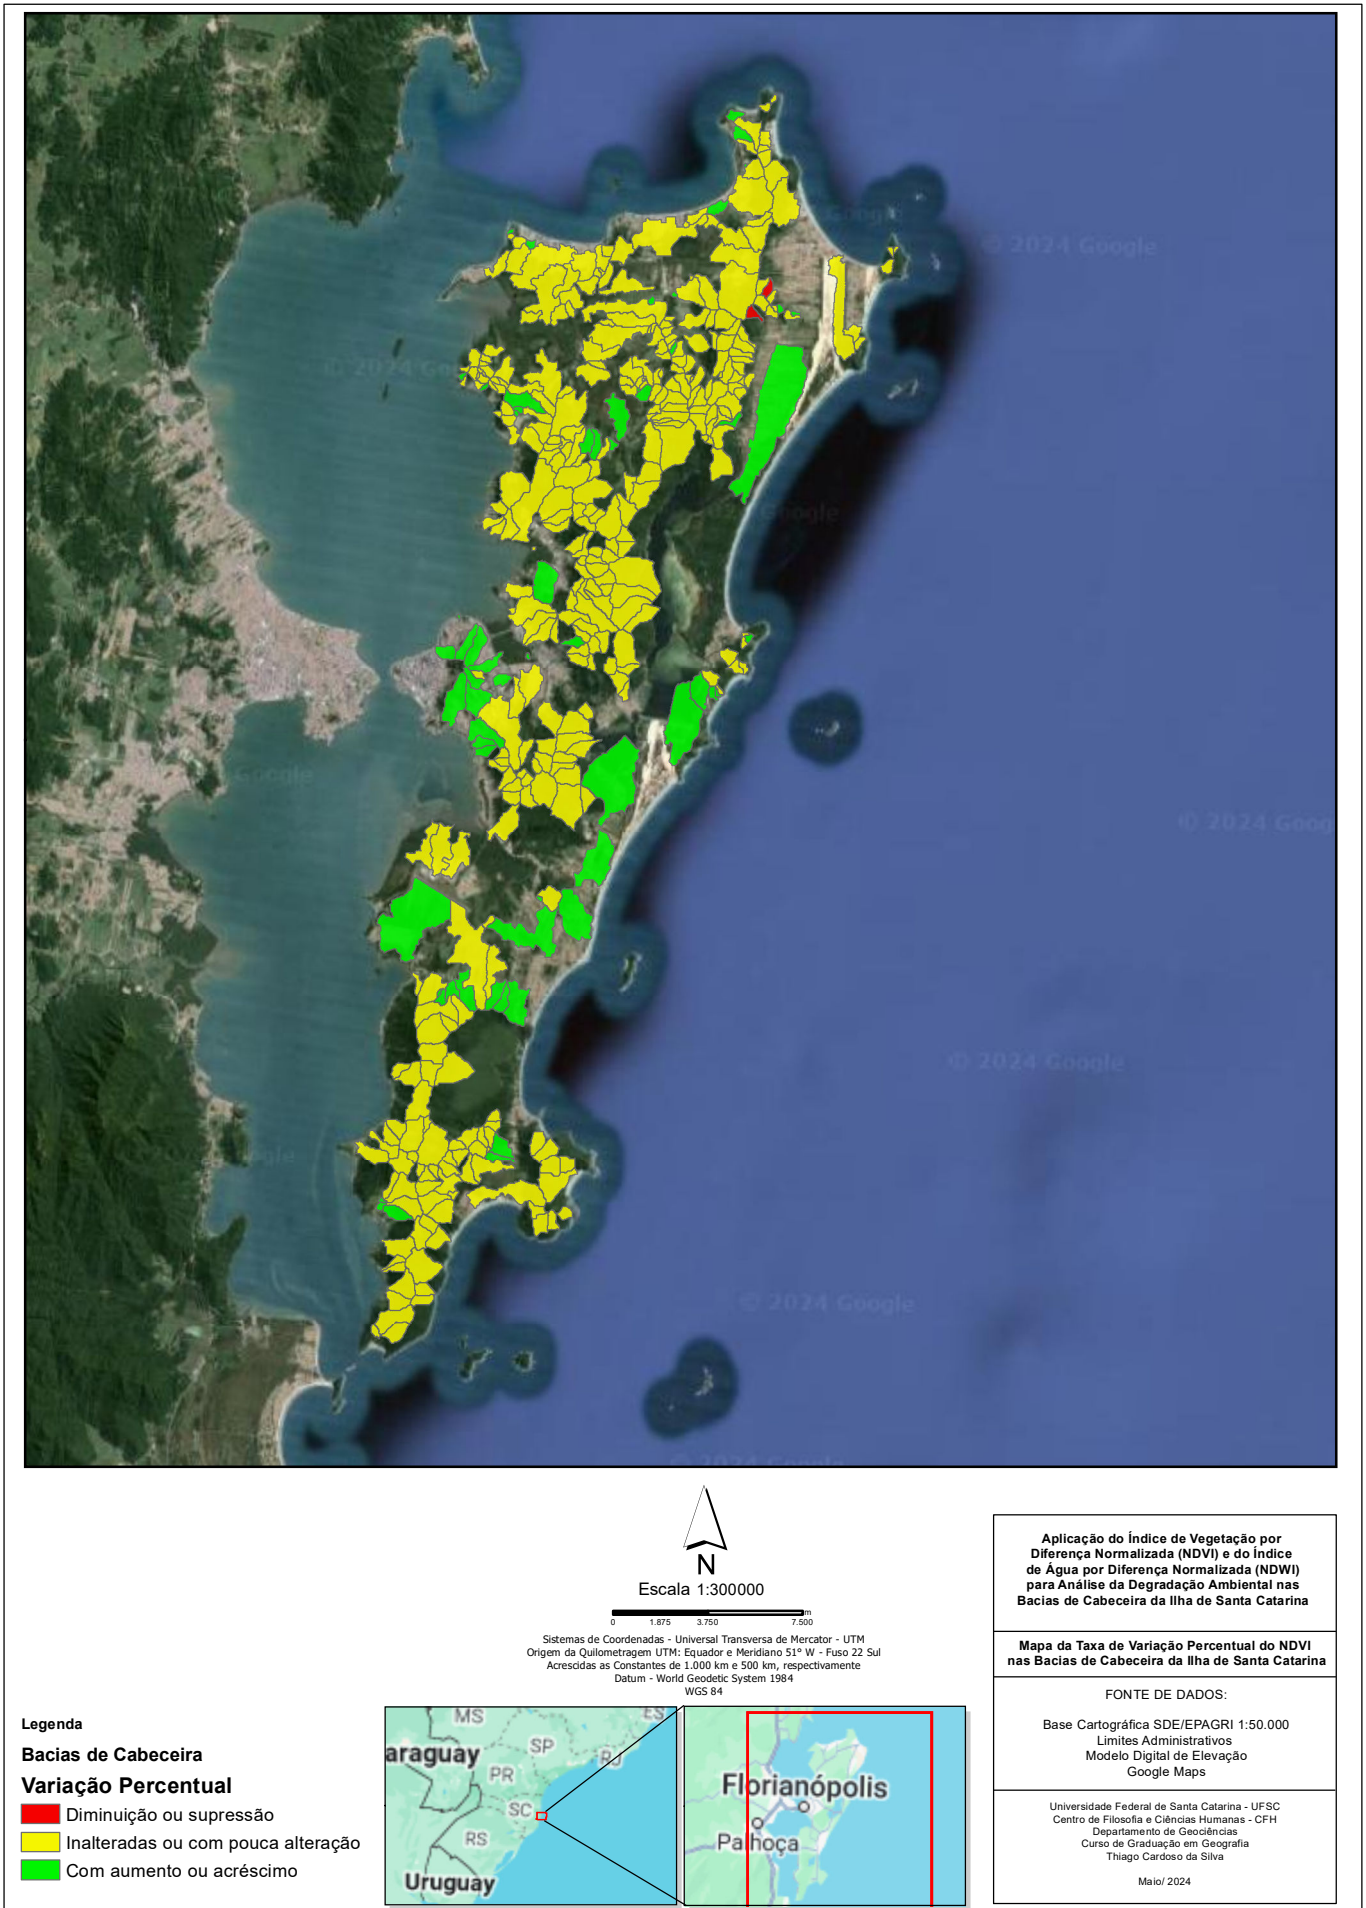 Google
© 2024 Google
© 2024 Goo
2024 Google
Google
© 2024 Goog
© 2024 Google
Google
© 2024 Google
© 2024 Google
N
Escala 1:300000
m
0 1.875 3.750 7.500
Sistemas de Coordenadas - Universal Transversa de Mercator - UTM
Origem da Quilometragem UTM: Equador e Meridiano 51° W - Fuso 22 Sul
Acrescidas as Constantes de 1.000 km e 500 km, respectivamente
Datum - World Geodetic System 1984
WGS 84
Legenda
Bacias de Cabeceira
Variação Percentual
Diminuição ou supressão
Inalteradas ou com pouca alteração
Com aumento ou acréscimo
MS
ES
araguay
SP
RJ
PR
SC
RS
Uruguay
Florianópolis
Palhoça
Aplicação do Índice de Vegetação por
Diferença Normalizada (NDVI) e do Índice
de Água por Diferença Normalizada (NDWI)
para Análise da Degradação Ambiental nas
Bacias de Cabeceira da Ilha de Santa Catarina
Mapa da Taxa de Variação Percentual do NDVI
nas Bacias de Cabeceira da Ilha de Santa Catarina
FONTE DE DADOS:
Base Cartográfica SDE/EPAGRI 1:50.000
Limites Administrativos
Modelo Digital de Elevação
Google Maps
Universidade Federal de Santa Catarina - UFSC
Centro de Filosofia e Ciências Humanas - CFH
Departamento de Geociências
Curso de Graduação em Geografia
Thiago Cardoso da Silva
Maio/ 2024